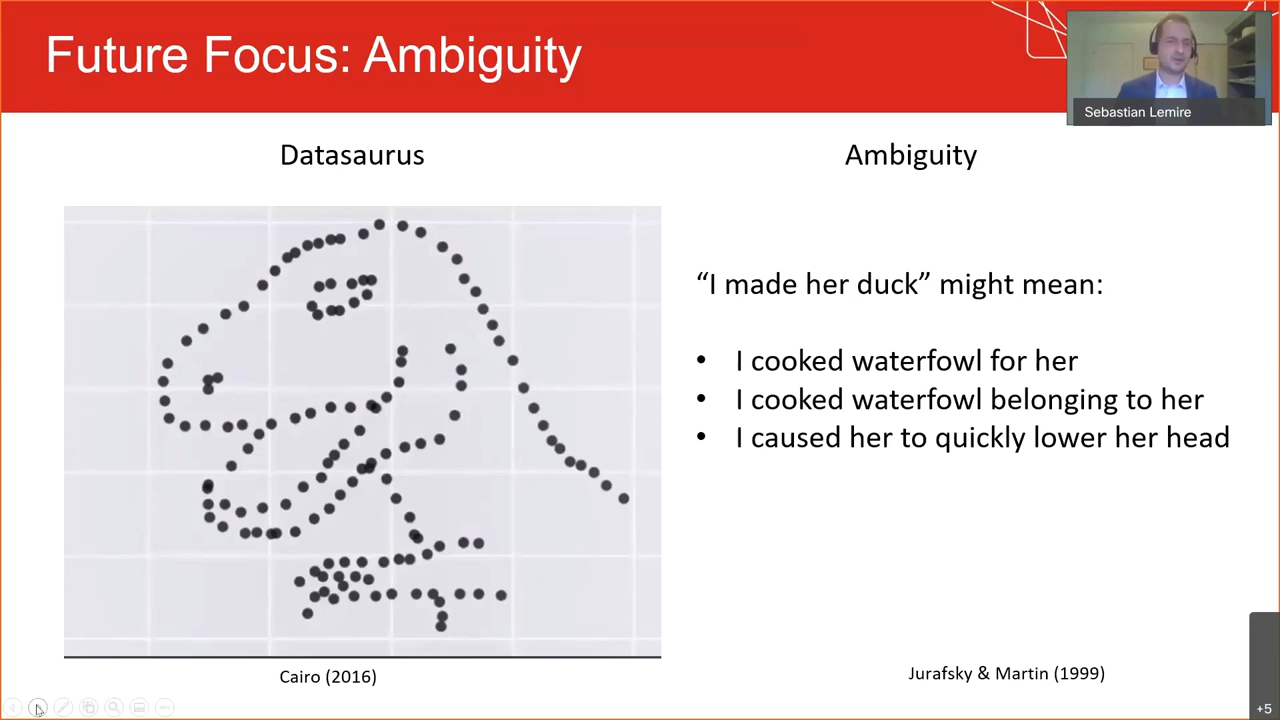 Future Focus: Ambiguity
Sebastian Lemire
Datasaurus
Ambiguity
“I made her duck” might mean:
• I cooked waterfowl for her
• I cooked waterfowl belonging to her
• I caused her to quickly lower her head
Cairo (2016)
Jurafsky & Martin (1999)
+5